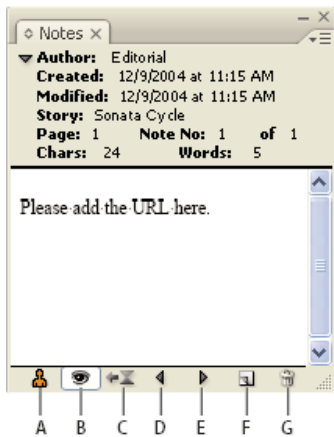 Notes
Author: Editorial
Created: 12/9/2004 at 11:15 AM
Modified: 12/9/2004 at 11:15 AM
Story: Sonata Cycle
Page: 1 Note No: 1 of 1
Chars: 24 Words: 5
Please add the URL here.
A B C D E F G